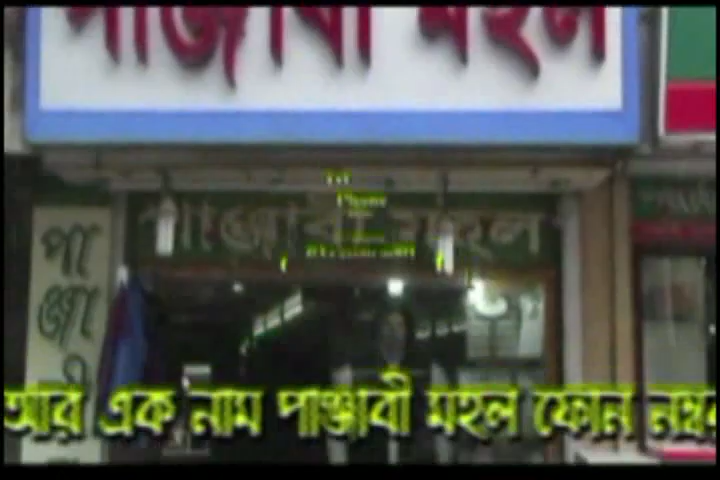 পাঞ্জাবী মহল
পাঞ্জাবী মহল
পাঞ্জাবী
আর এক নাম পাঞ্জাবী মহল ফোন নম্বর